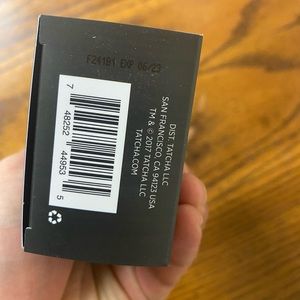 F24191 EXP 06/23
7 48252 44953 5
DIST. TATCHA LLC
SAN FRANCISCO, CA 94123 USA
TM & © 2017 TATCHA LLC
TATCHA.COM